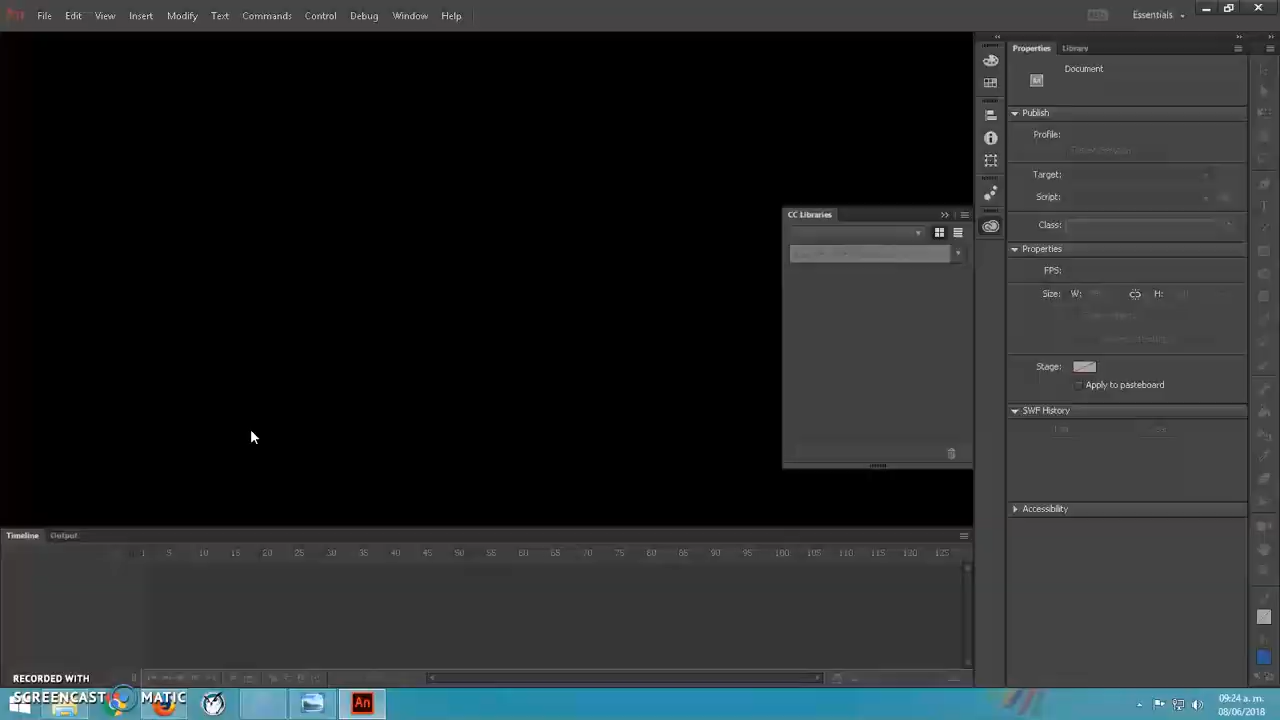 File Edit View Insert Modify Text Commands Control Debug Window Help
Essentials
Properties Library
Document
Publish
Profile:
Target:
Script:
Class:
Properties
FPS:
Size: W: H:
Stage:
Apply to pasteboard
SWF History
Accessibility
CC Libraries
Timeline Output
1 5 10 15 20 25 30 35 40 45 50 55 60 65 70 75 80 85 90 95 100 105 110 115 120 125
RECORDED WITH
SCREENCAST MATIC
An
09:24 a. m.
08/06/2018